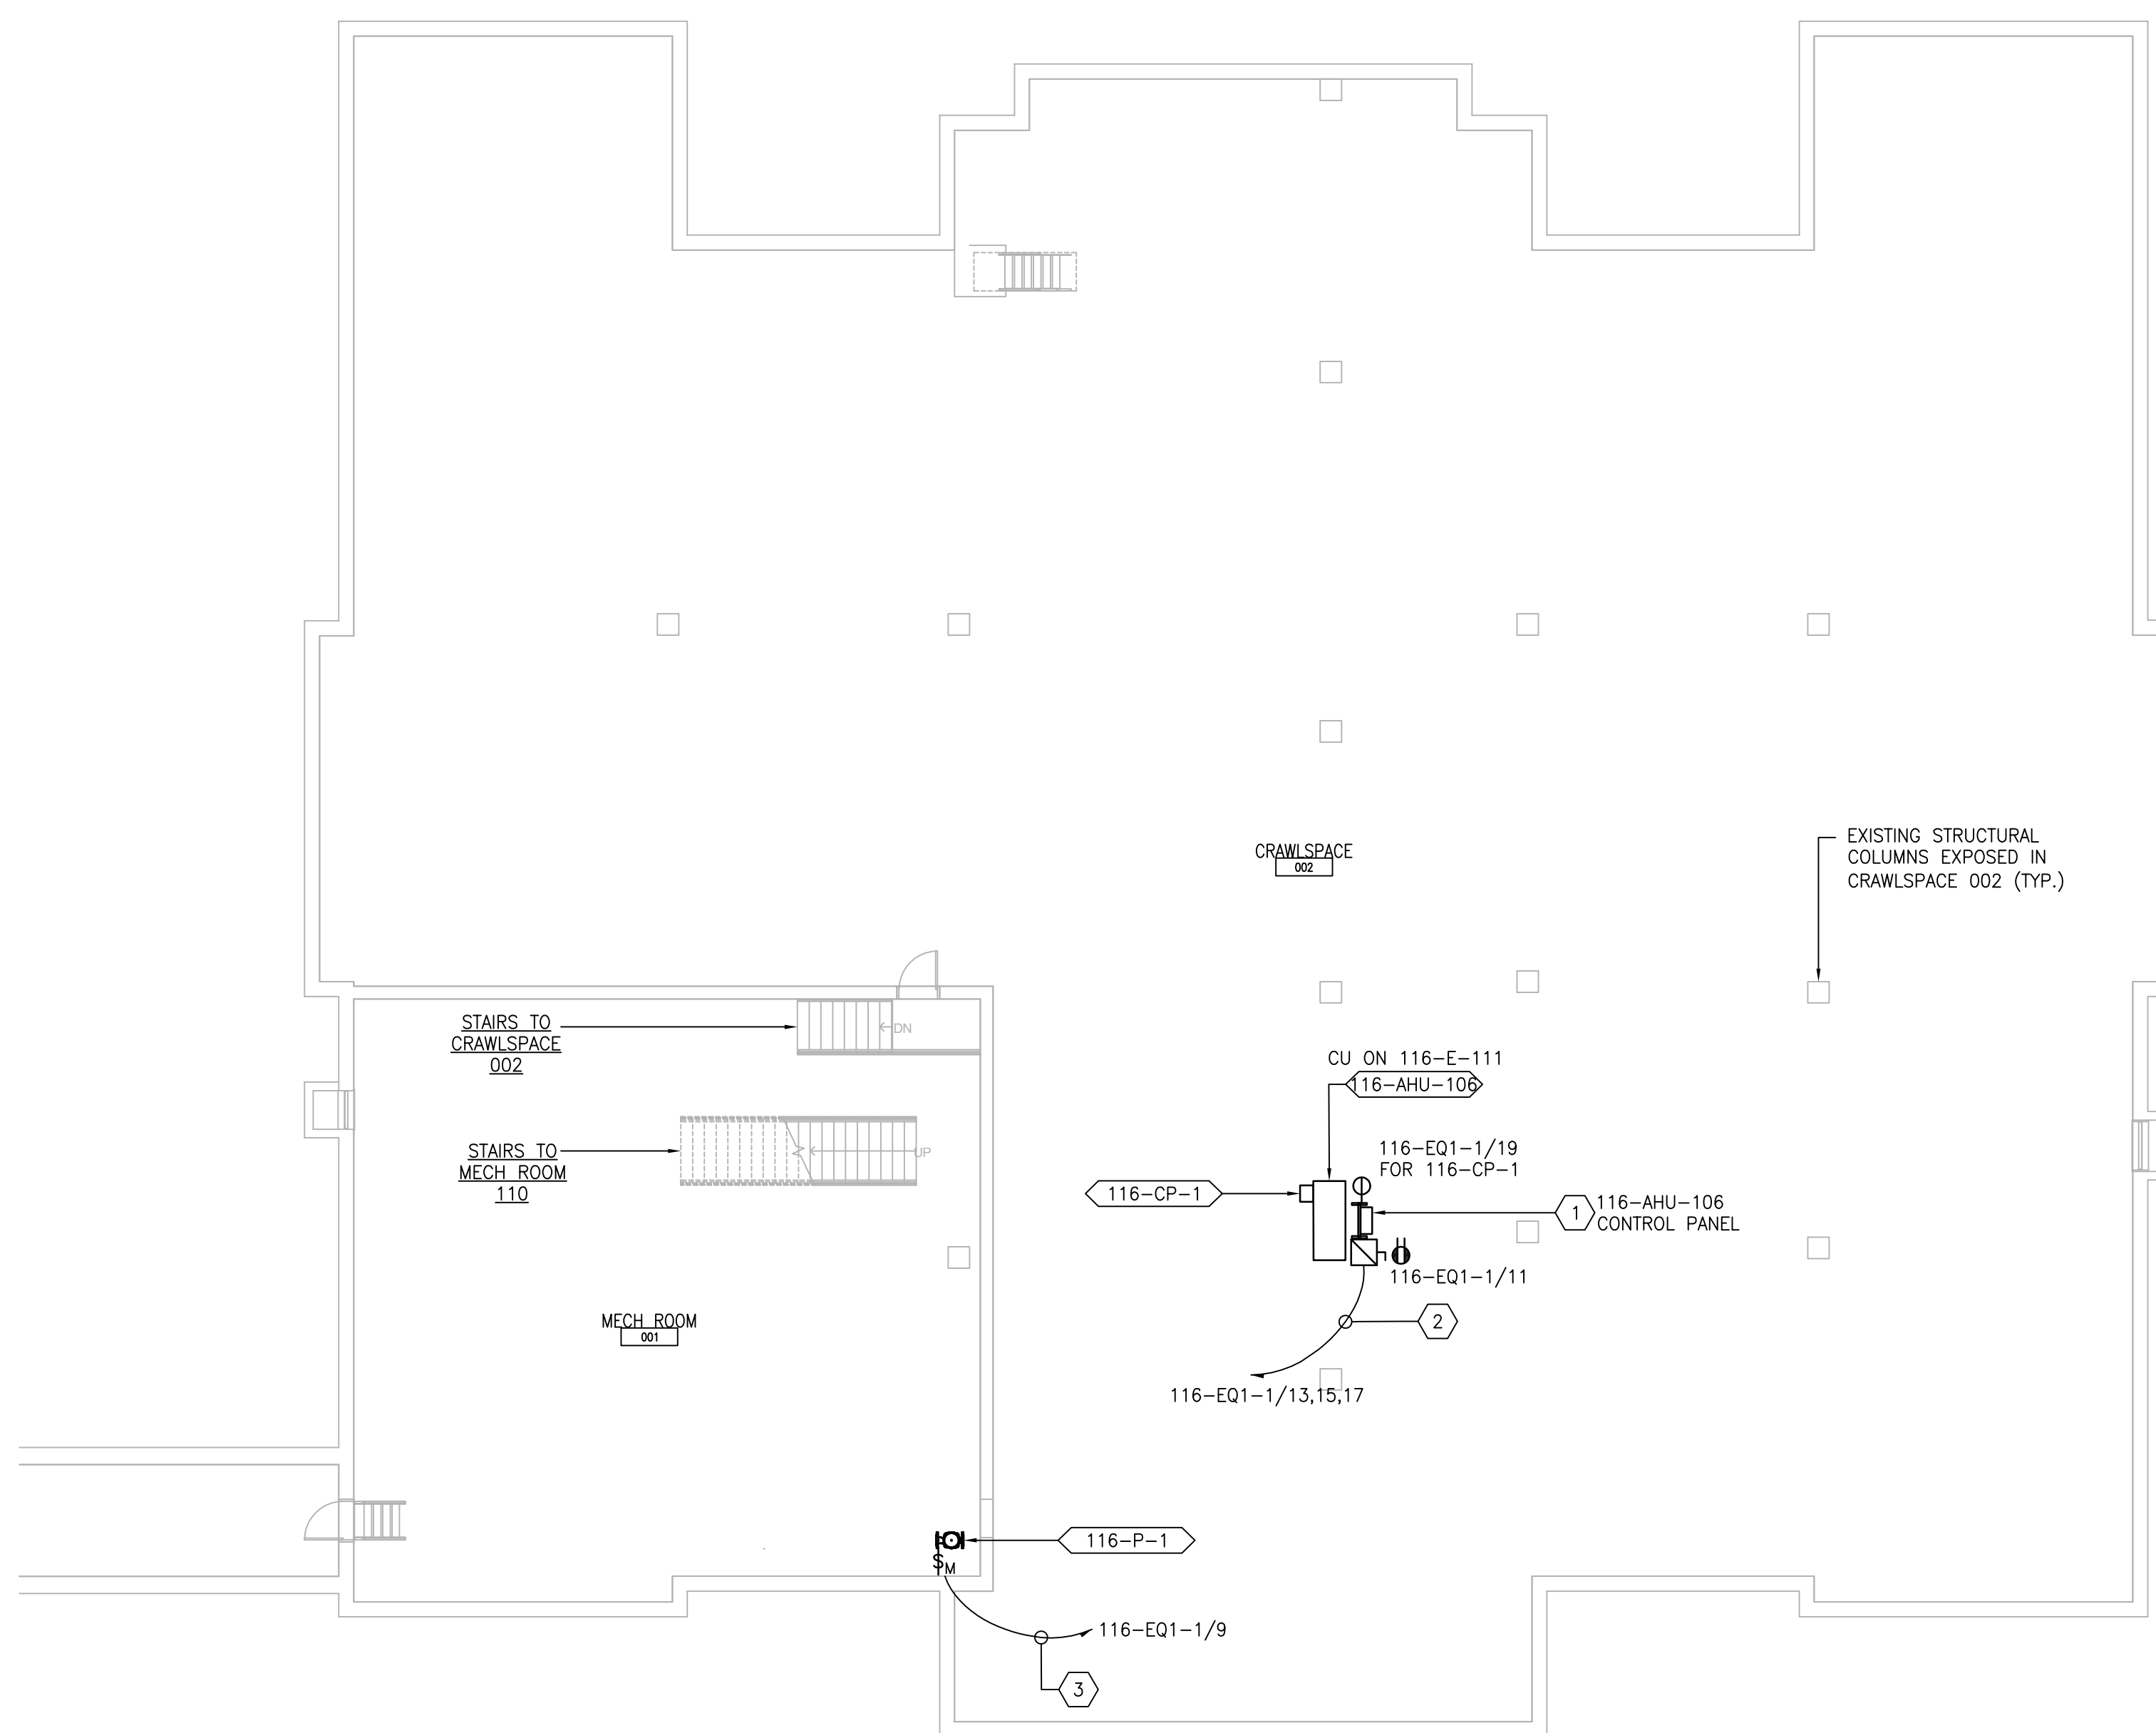 CRAWLSPACE
002
EXISTING STRUCTURAL
COLUMNS EXPOSED IN
CRAWLSPACE 002 (TYP.)
STAIRS TO
CRAWLSPACE
002
DN
CU ON 116-E-111
116-AHU-106
STAIRS TO
MECH ROOM
110
UP
116-EQ1-1/19
FOR 116-CP-1
116-CP-1
1
116-AHU-106
CONTROL PANEL
116-EQ1-1/11
MECH ROOM
001
2
116-EQ1-1/13,15,17
116-P-1
$M
116-EQ1-1/9
3